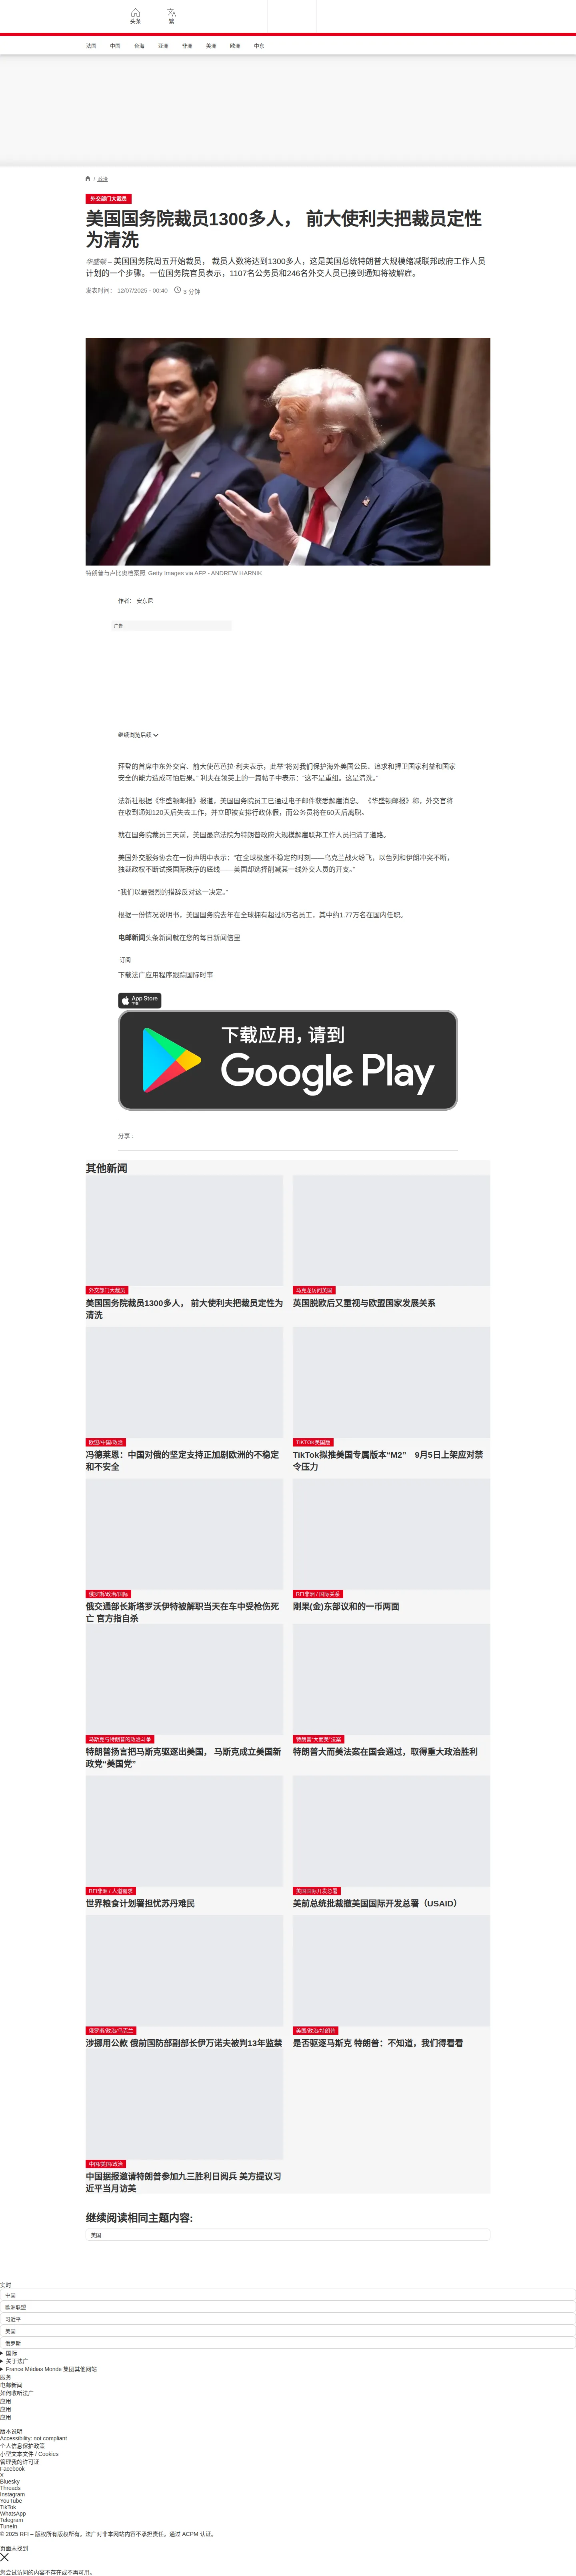 头条
繁
法国 中国 台海 亚洲 非洲 美洲 欧洲 中东
/ 政治
外交部门大裁员
美国国务院裁员1300多人， 前大使利夫把裁员定性
为清洗
华盛顿 – 美国国务院周五开始裁员， 裁员人数将达到1300多人，这是美国总统特朗普大规模缩减联邦政府工作人员
计划的一个步骤。一位国务院官员表示，1107名公务员和246名外交人员已接到通知将被解雇。
发表时间： 12/07/2025 - 00:40 3 分钟
特朗普与卢比奥档案照 Getty Images via AFP - ANDREW HARNIK
作者： 安东尼
广告
继续浏览后续
拜登的首席中东外交官、前大使芭芭拉·利夫表示，此举“将对我们保护海外美国公民、追求和捍卫国家利益和国家
安全的能力造成可怕后果。” 利夫在领英上的一篇帖子中表示：“这不是重组。这是清洗。”
法新社根据《华盛顿邮报》报道，美国国务院员工已通过电子邮件获悉解雇消息。 《华盛顿邮报》称，外交官将
在收到通知120天后失去工作，并立即被安排行政休假，而公务员将在60天后离职。
就在国务院裁员三天前，美国最高法院为特朗普政府大规模解雇联邦工作人员扫清了道路。
美国外交服务协会在一份声明中表示：“在全球极度不稳定的时刻——乌克兰战火纷飞，以色列和伊朗冲突不断，
独裁政权不断试探国际秩序的底线——美国却选择削减其一线外交人员的开支。”
“我们以最强烈的措辞反对这一决定。”
根据一份情况说明书，美国国务院去年在全球拥有超过8万名员工，其中约1.77万名在国内任职。
电邮新闻头条新闻就在您的每日新闻信里
订阅
下载法广应用程序跟踪国际时事
App Store
下载
下载应用，请到
Google Play
分享 :
其他新闻
外交部门大裁员
美国国务院裁员1300多人， 前大使利夫把裁员定性为
清洗
马克龙访问英国
英国脱欧后又重视与欧盟国家发展关系
欧盟/中国/政治
冯德莱恩：中国对俄的坚定支持正加剧欧洲的不稳定
和不安全
TIKTOK美国版
TikTok拟推美国专属版本“M2” 9月5日上架应对禁
令压力
俄罗斯/政治/国际
俄交通部长斯塔罗沃伊特被解职当天在车中受枪伤死
亡 官方指自杀
RFI非洲 / 国际关系
刚果(金)东部议和的一币两面
马斯克与特朗普的政治斗争
特朗普扬言把马斯克驱逐出美国， 马斯克成立美国新
政党“美国党”
特朗普“大而美”法案
特朗普大而美法案在国会通过，取得重大政治胜利
RFI非洲 / 人道需求
世界粮食计划署担忧苏丹难民
美国国际开发总署
美前总统批裁撤美国国际开发总署（USAID）
俄罗斯/政治/乌克兰
涉挪用公款 俄前国防部副部长伊万诺夫被判13年监禁
美国/政治/特朗普
是否驱逐马斯克 特朗普：不知道，我们得看看
中国/美国/政治
中国据报邀请特朗普参加九三胜利日阅兵 美方提议习
近平当月访美
继续阅读相同主题内容:
美国
实时
中国
欧洲联盟
习近平
美国
俄罗斯
国际
关于法广
France Médias Monde 集团其他网站
服务
电邮新闻
如何收听法广
应用
应用
应用
版本说明
Accessibility: not compliant
个人信息保护政策
小型文本文件 / Cookies
管理我的许可证
Facebook
X
Bluesky
Threads
Instagram
YouTube
TikTok
WhatsApp
Telegram
TuneIn
© 2025 RFI – 版权所有版权所有。法广对非本网站内容不承担责任。通过 ACPM 认证。
页面未找到
您尝试访问的内容不存在或不再可用。